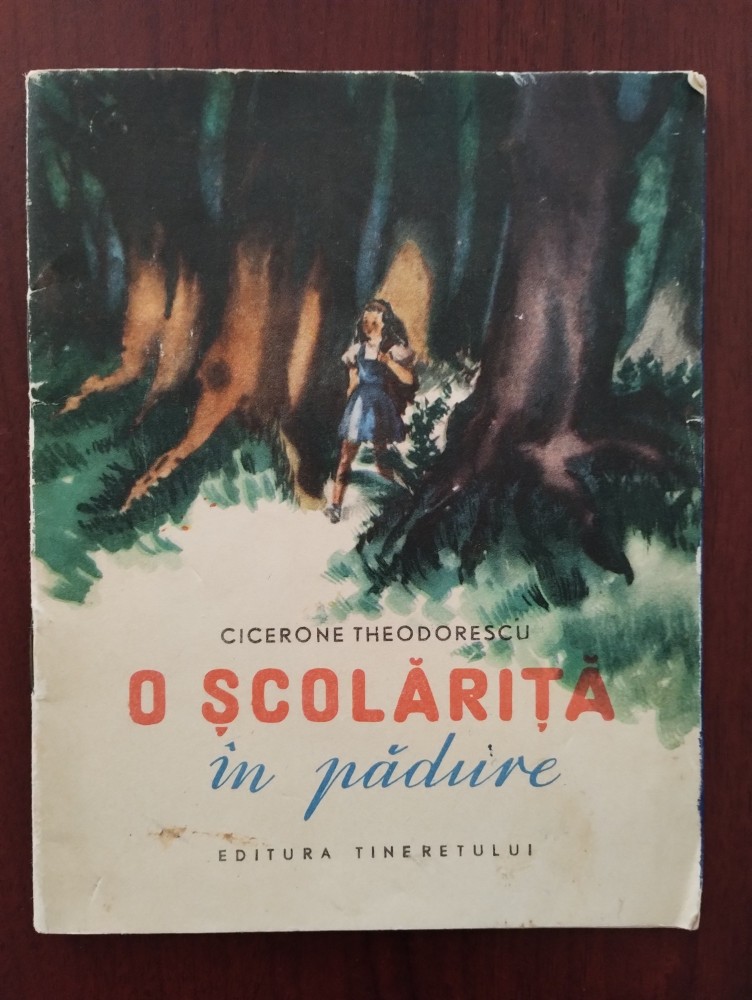 CICERONE THEODORESCU
O ȘCOLĂRIȚĂ
în pădure
EDITURA TINERETULUI